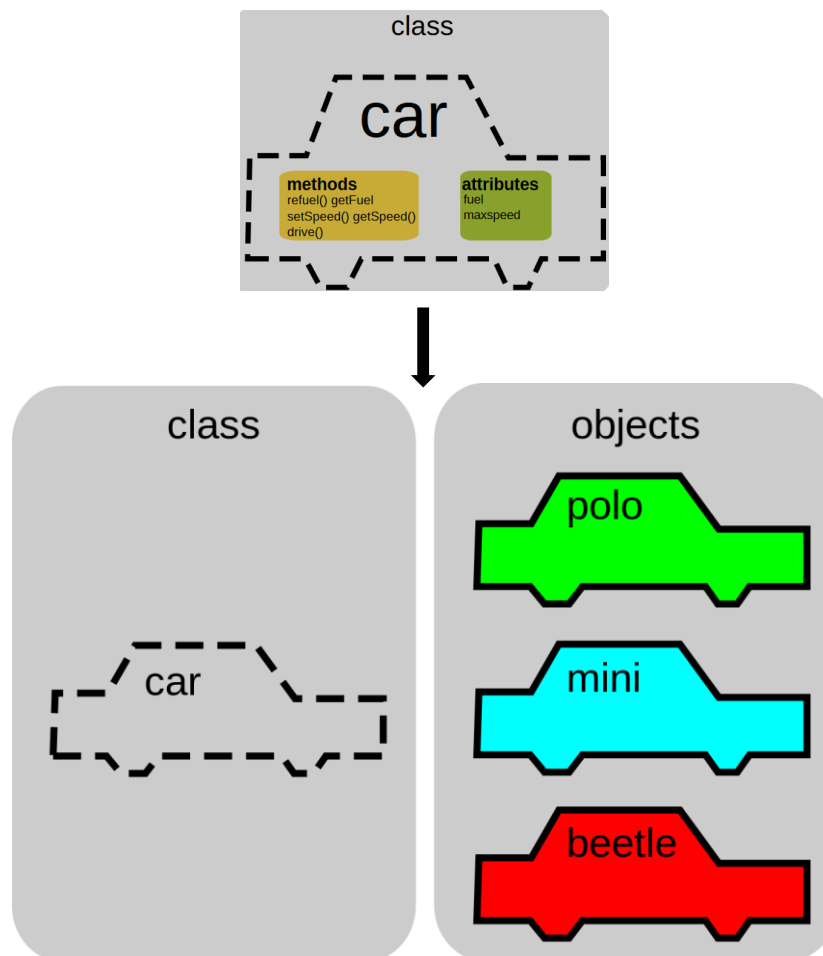 class
car
methods
refuel() getFuel
setSpeed() getSpeed()
drive()
attributes
fuel
maxspeed
class
car
objects
polo
mini
beetle